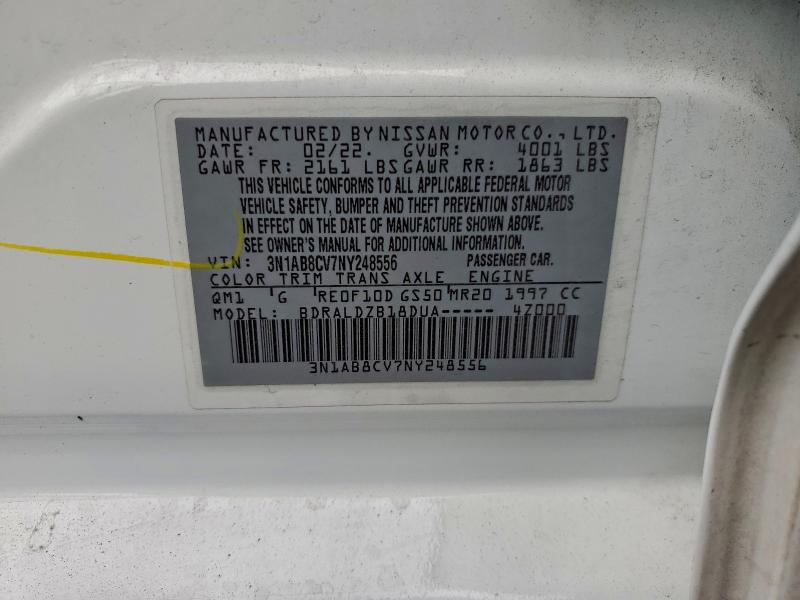 MANUFACTURED BY NISSAN MOTOR CO., LTD.
DATE: 02/22. GVWR: 4001 LBS
GAWR FR: 2161 LBS GAWR RR: 1863 LBS
THIS VEHICLE CONFORMS TO ALL APPLICABLE FEDERAL MOTOR
VEHICLE SAFETY, BUMPER AND THEFT PREVENTION STANDARDS
IN EFFECT ON THE DATE OF MANUFACTURE SHOWN ABOVE.
SEE OWNER'S MANUAL FOR ADDITIONAL INFORMATION.
VIN: 3N1AB8CV7NY248556 PASSENGER CAR.
COLOR TRIM TRANS AXLE ENGINE
QM1 G RE0F10D GS50 MR20 1997 CC
MODEL: BDRALDZB18DUA----- 4Z000
3N1AB8CV7NY248556